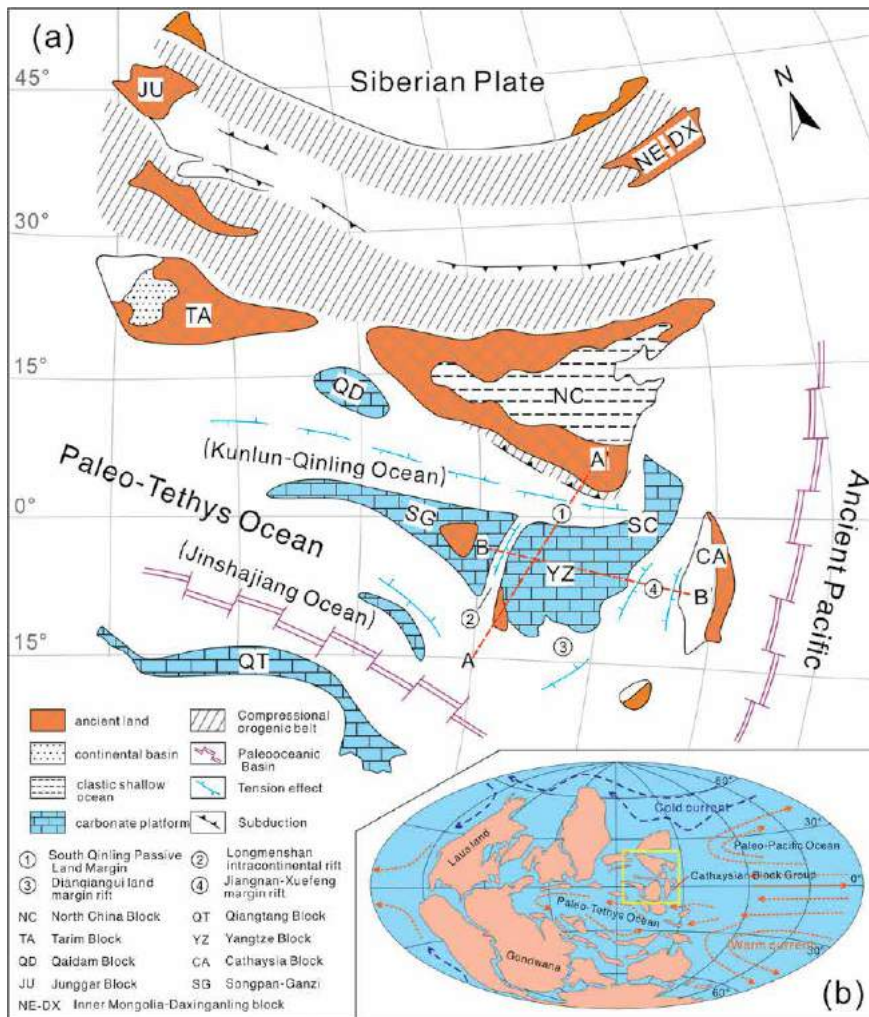 (a)
Siberian Plate
N
45°
JU
NE-DX
30°
TA
15°
QD
NC
(Kunlun-Qinling Ocean)
A'
Paleo-Tethys Ocean
①
0°
SG
SC
B
YZ
CA
Ancient Pacific
(Jinshajiang Ocean)
④
B'
②
③
15°
A
QT
ancient land
Compressional
orogenic belt
continental basin
Paleooceanic
Basin
clastic shallow
ocean
Tension effect
carbonate platform
Subduction
① South Qinling Passive
Land Margin
② Longmenshan
intracontinental rift
③ Dianqiangui land
margin rift
④ Jiangnan-Xuefeng
margin rift
NC North China Block
QT Qiangtang Block
TA Tarim Block
YZ Yangtze Block
QD Qaidam Block
CA Cathaysia Block
JU Junggar Block
SG Songpan-Ganzi
NE-DX Inner Mongolia-Daxinganling block
60°
Cold current
30°
Laus land
Paleo-Pacific Ocean
0°
Cathaysian Block Group
Paleo-Tethys Ocean
Warm current
30°
Gondwana
60°
(b)